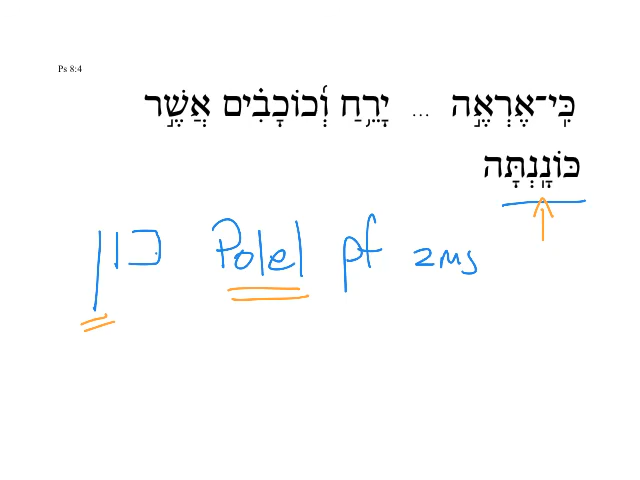 Ps 8:4
כִּֽי־אֶרְאֶ֣ה ... יָרֵ֥חַ וְ֝כוֹכָבִ֗ים אֲשֶׁ֣ר
כּוֹנָֽנְתָּה
כון Polel pf 2ms